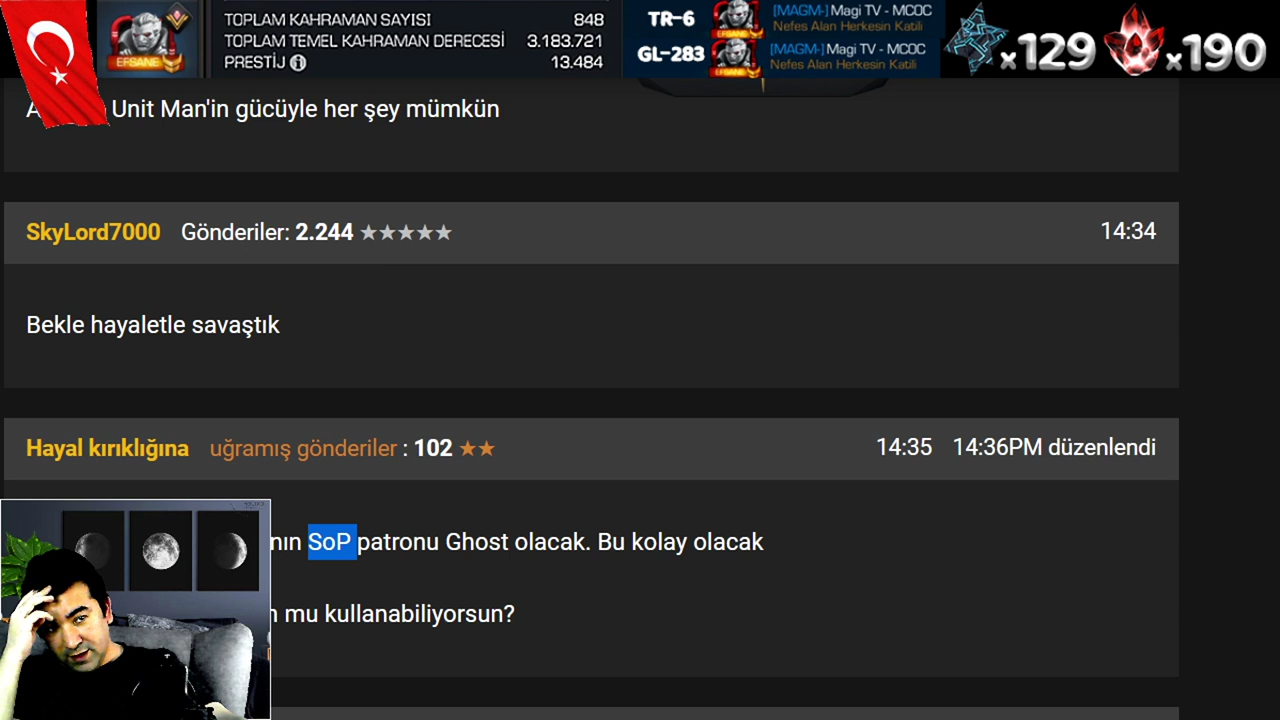 TOPLAM KAHRAMAN SAYISI 848
TOPLAM TEMEL KAHRAMAN DERECESİ 3.183.721
PRESTİJ 13.484
EFSANE
TR-6 [MAGM-] Magi TV - MCOC
Nefes Alan Herkesin Katili
EFSANE
GL-283 [MAGM-] Magi TV - MCOC
Nefes Alan Herkesin Katili
EFSANE
x129 x190
Unit Man'in gücüyle her şey mümkün
SkyLord7000 Gönderiler: 2.244 ★★★★★ 14:34
Bekle hayaletle savaştık
Hayal kırıklığına uğramış gönderiler : 102 ★★ 14:35 14:36PM düzenlendi
nın SoP patronu Ghost olacak. Bu kolay olacak
mu kullanabiliyorsun?